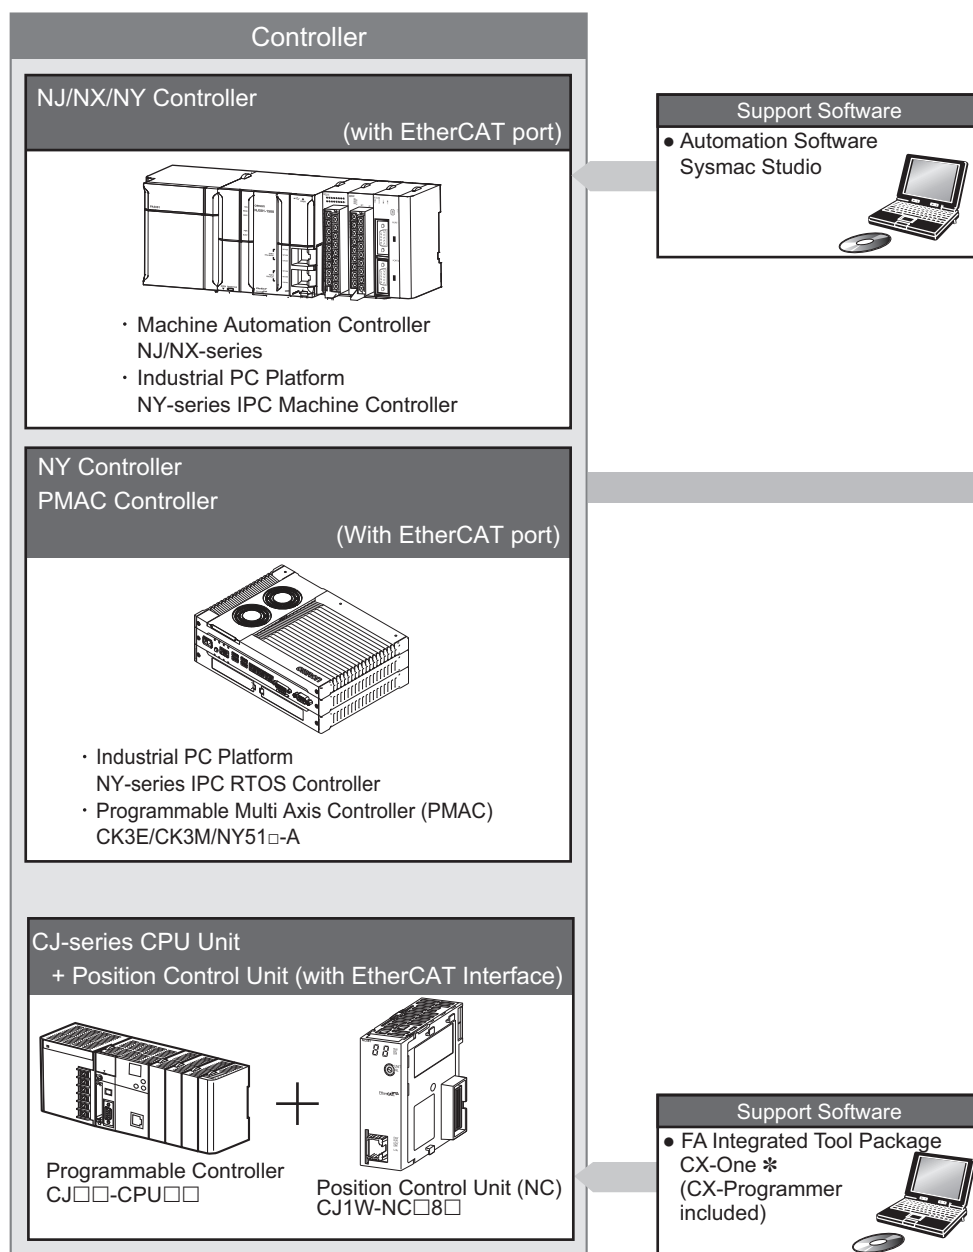 Controller
NJ/NX/NY Controller
(with EtherCAT port)
・Machine Automation Controller
NJ/NX-series
・Industrial PC Platform
NY-series IPC Machine Controller
Support Software
● Automation Software
Sysmac Studio
NY Controller
PMAC Controller
(With EtherCAT port)
・Industrial PC Platform
NY-series IPC RTOS Controller
・Programmable Multi Axis Controller (PMAC)
CK3E/CK3M/NY51□-A
CJ-series CPU Unit
+ Position Control Unit (with EtherCAT Interface)
Programmable Controller
CJ□□-CPU□□
Position Control Unit (NC)
CJ1W-NC□8□
Support Software
● FA Integrated Tool Package
CX-One ✻
(CX-Programmer
included)